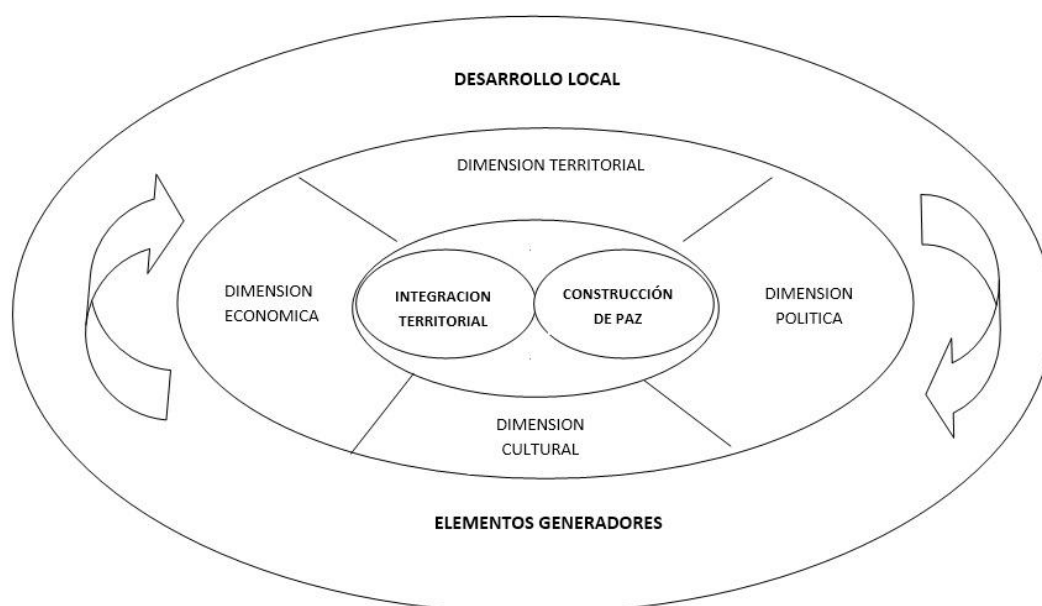 DESARROLLO LOCAL
DIMENSION TERRITORIAL
DIMENSION
ECONOMICA
INTEGRACION
TERRITORIAL
CONSTRUCCIÓN
DE PAZ
DIMENSION
POLITICA
DIMENSION
CULTURAL
ELEMENTOS GENERADORES